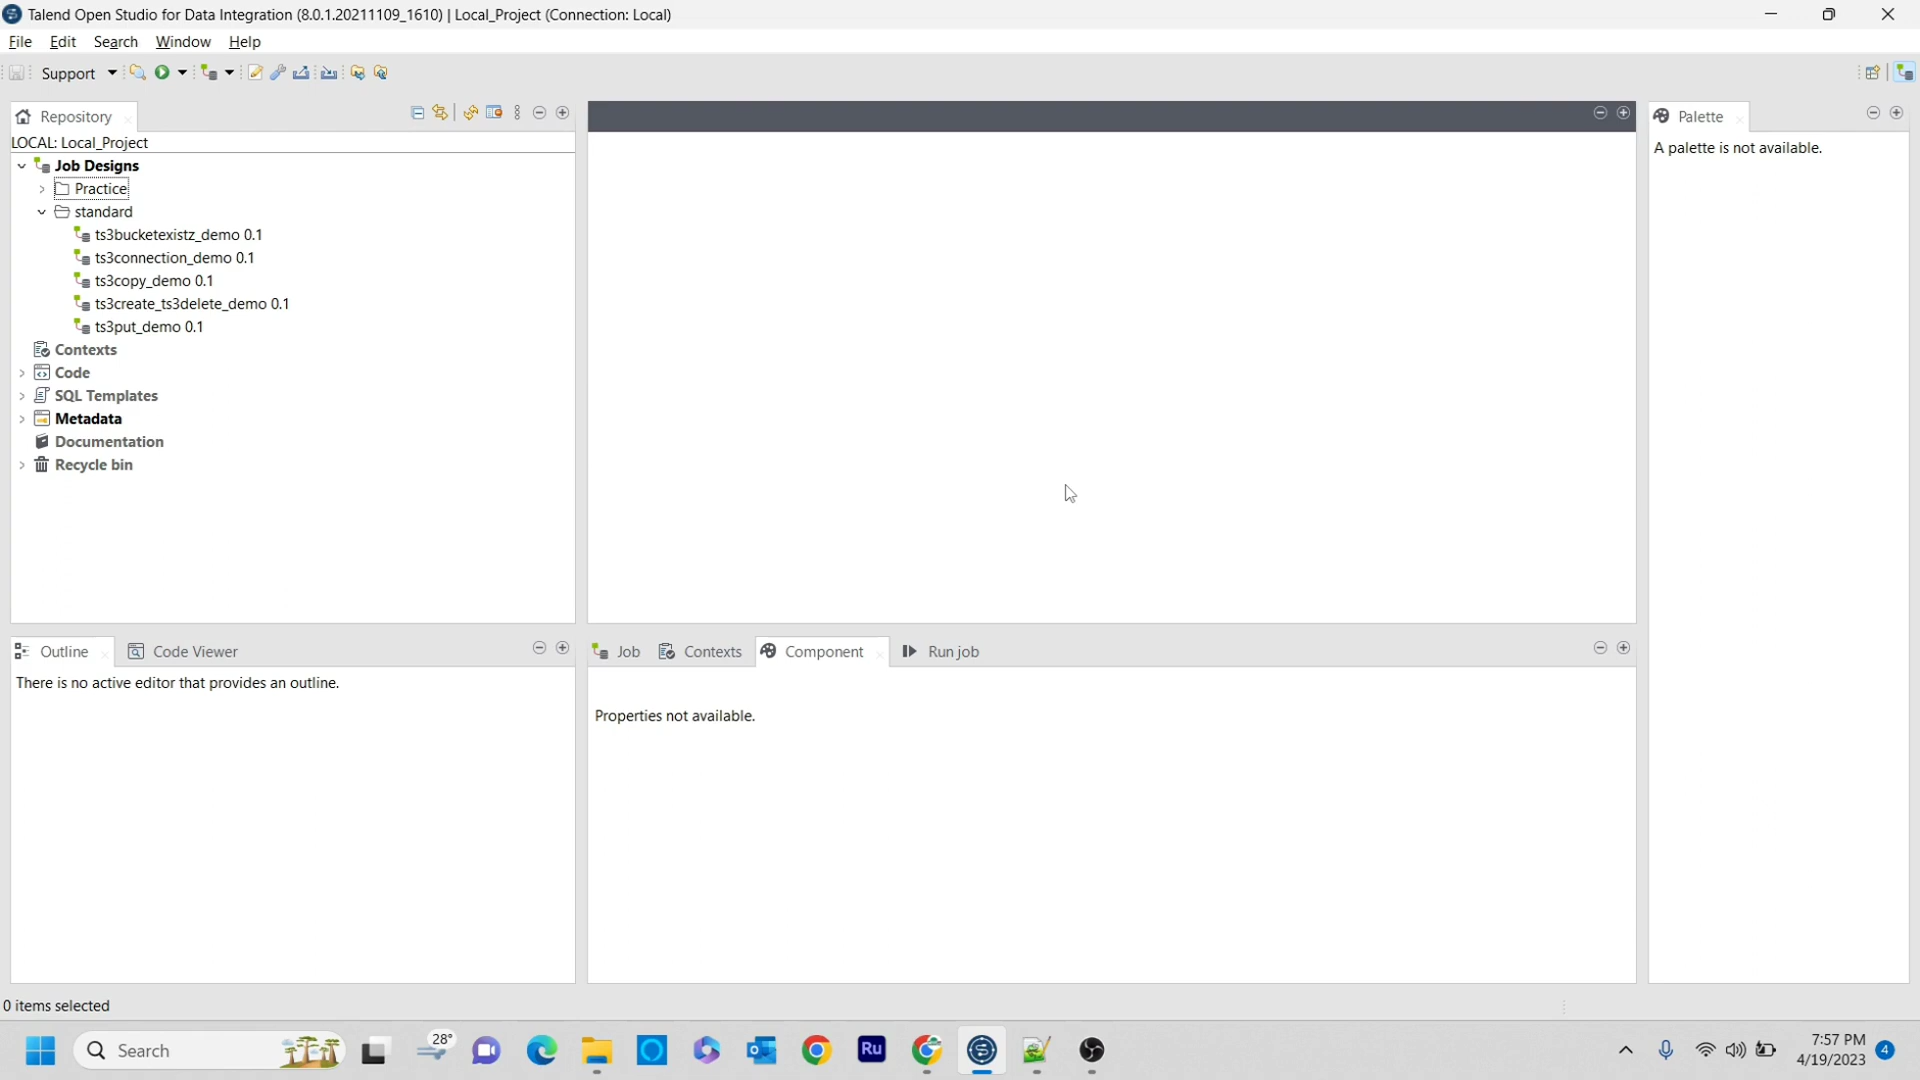 Talend Open Studio for Data Integration (8.0.1.20211109_1610) | Local_Project (Connection: Local)
File Edit Search Window Help
Support
Repository
LOCAL: Local_Project
Job Designs
Practice
standard
ts3bucketexistz_demo 0.1
ts3connection_demo 0.1
ts3copy_demo 0.1
ts3create_ts3delete_demo 0.1
ts3put_demo 0.1
Contexts
Code
SQL Templates
Metadata
Documentation
Recycle bin
Palette
A palette is not available.
Outline Code Viewer
There is no active editor that provides an outline.
Job Contexts Component Run job
Properties not available.
0 items selected
Search
28°
Ru
7:57 PM
4/19/2023
4